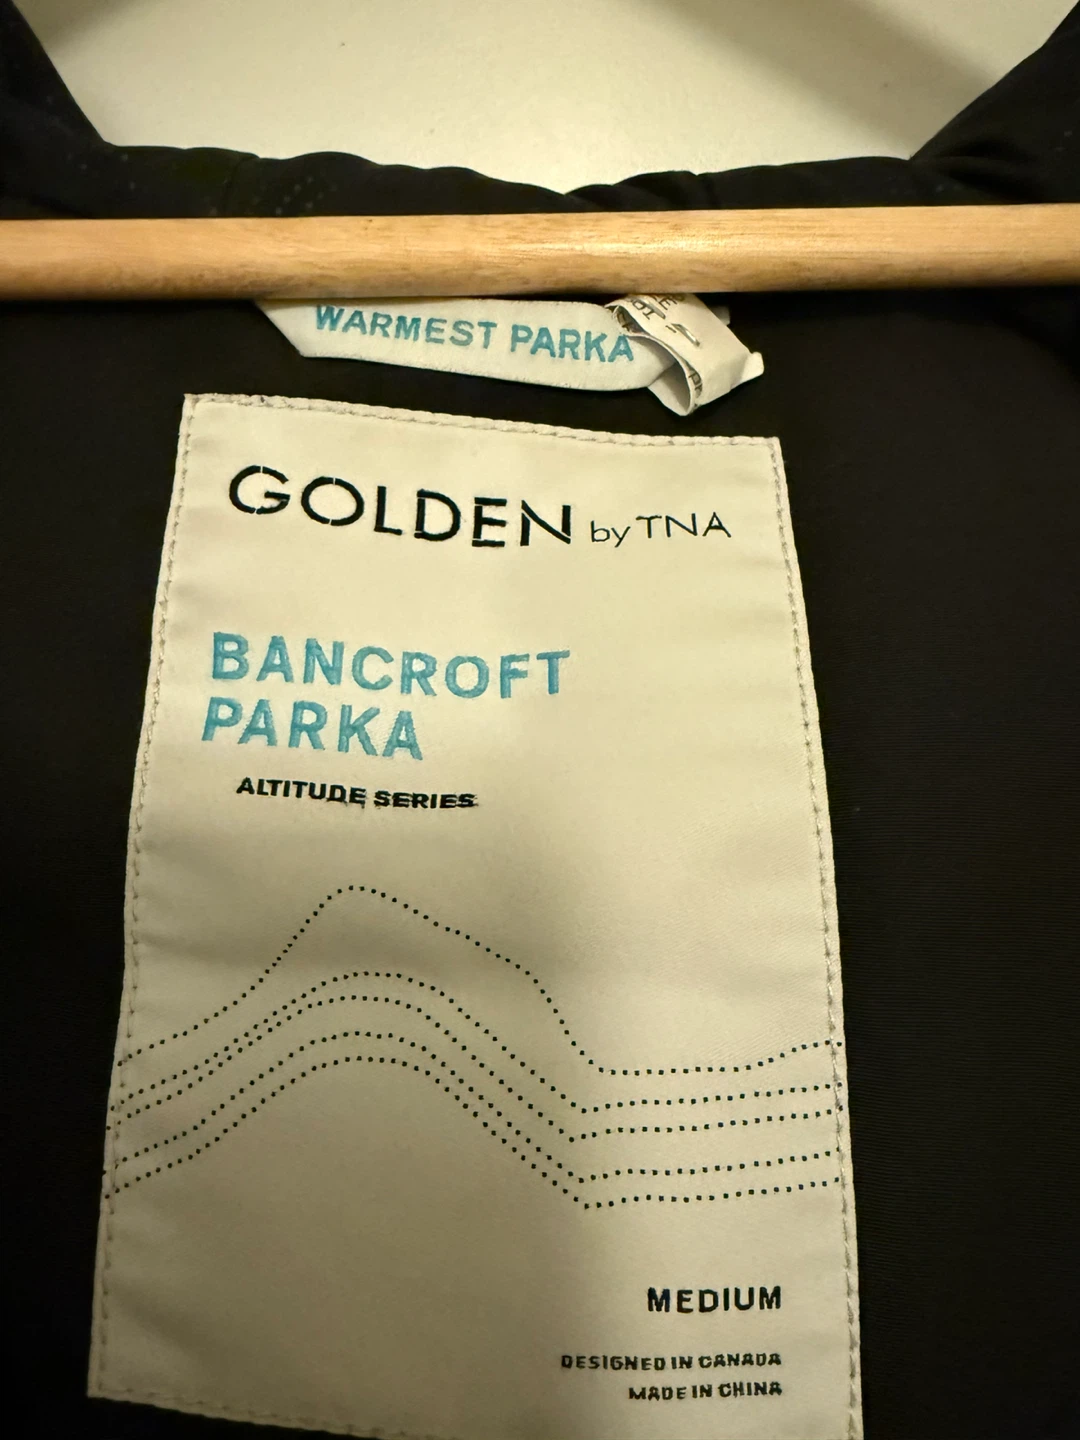 WARMEST PARKA
GOLDEN by TNA
BANCROFT
PARKA
ALTITUDE SERIES
MEDIUM
DESIGNED IN CANADA
MADE IN CHINA